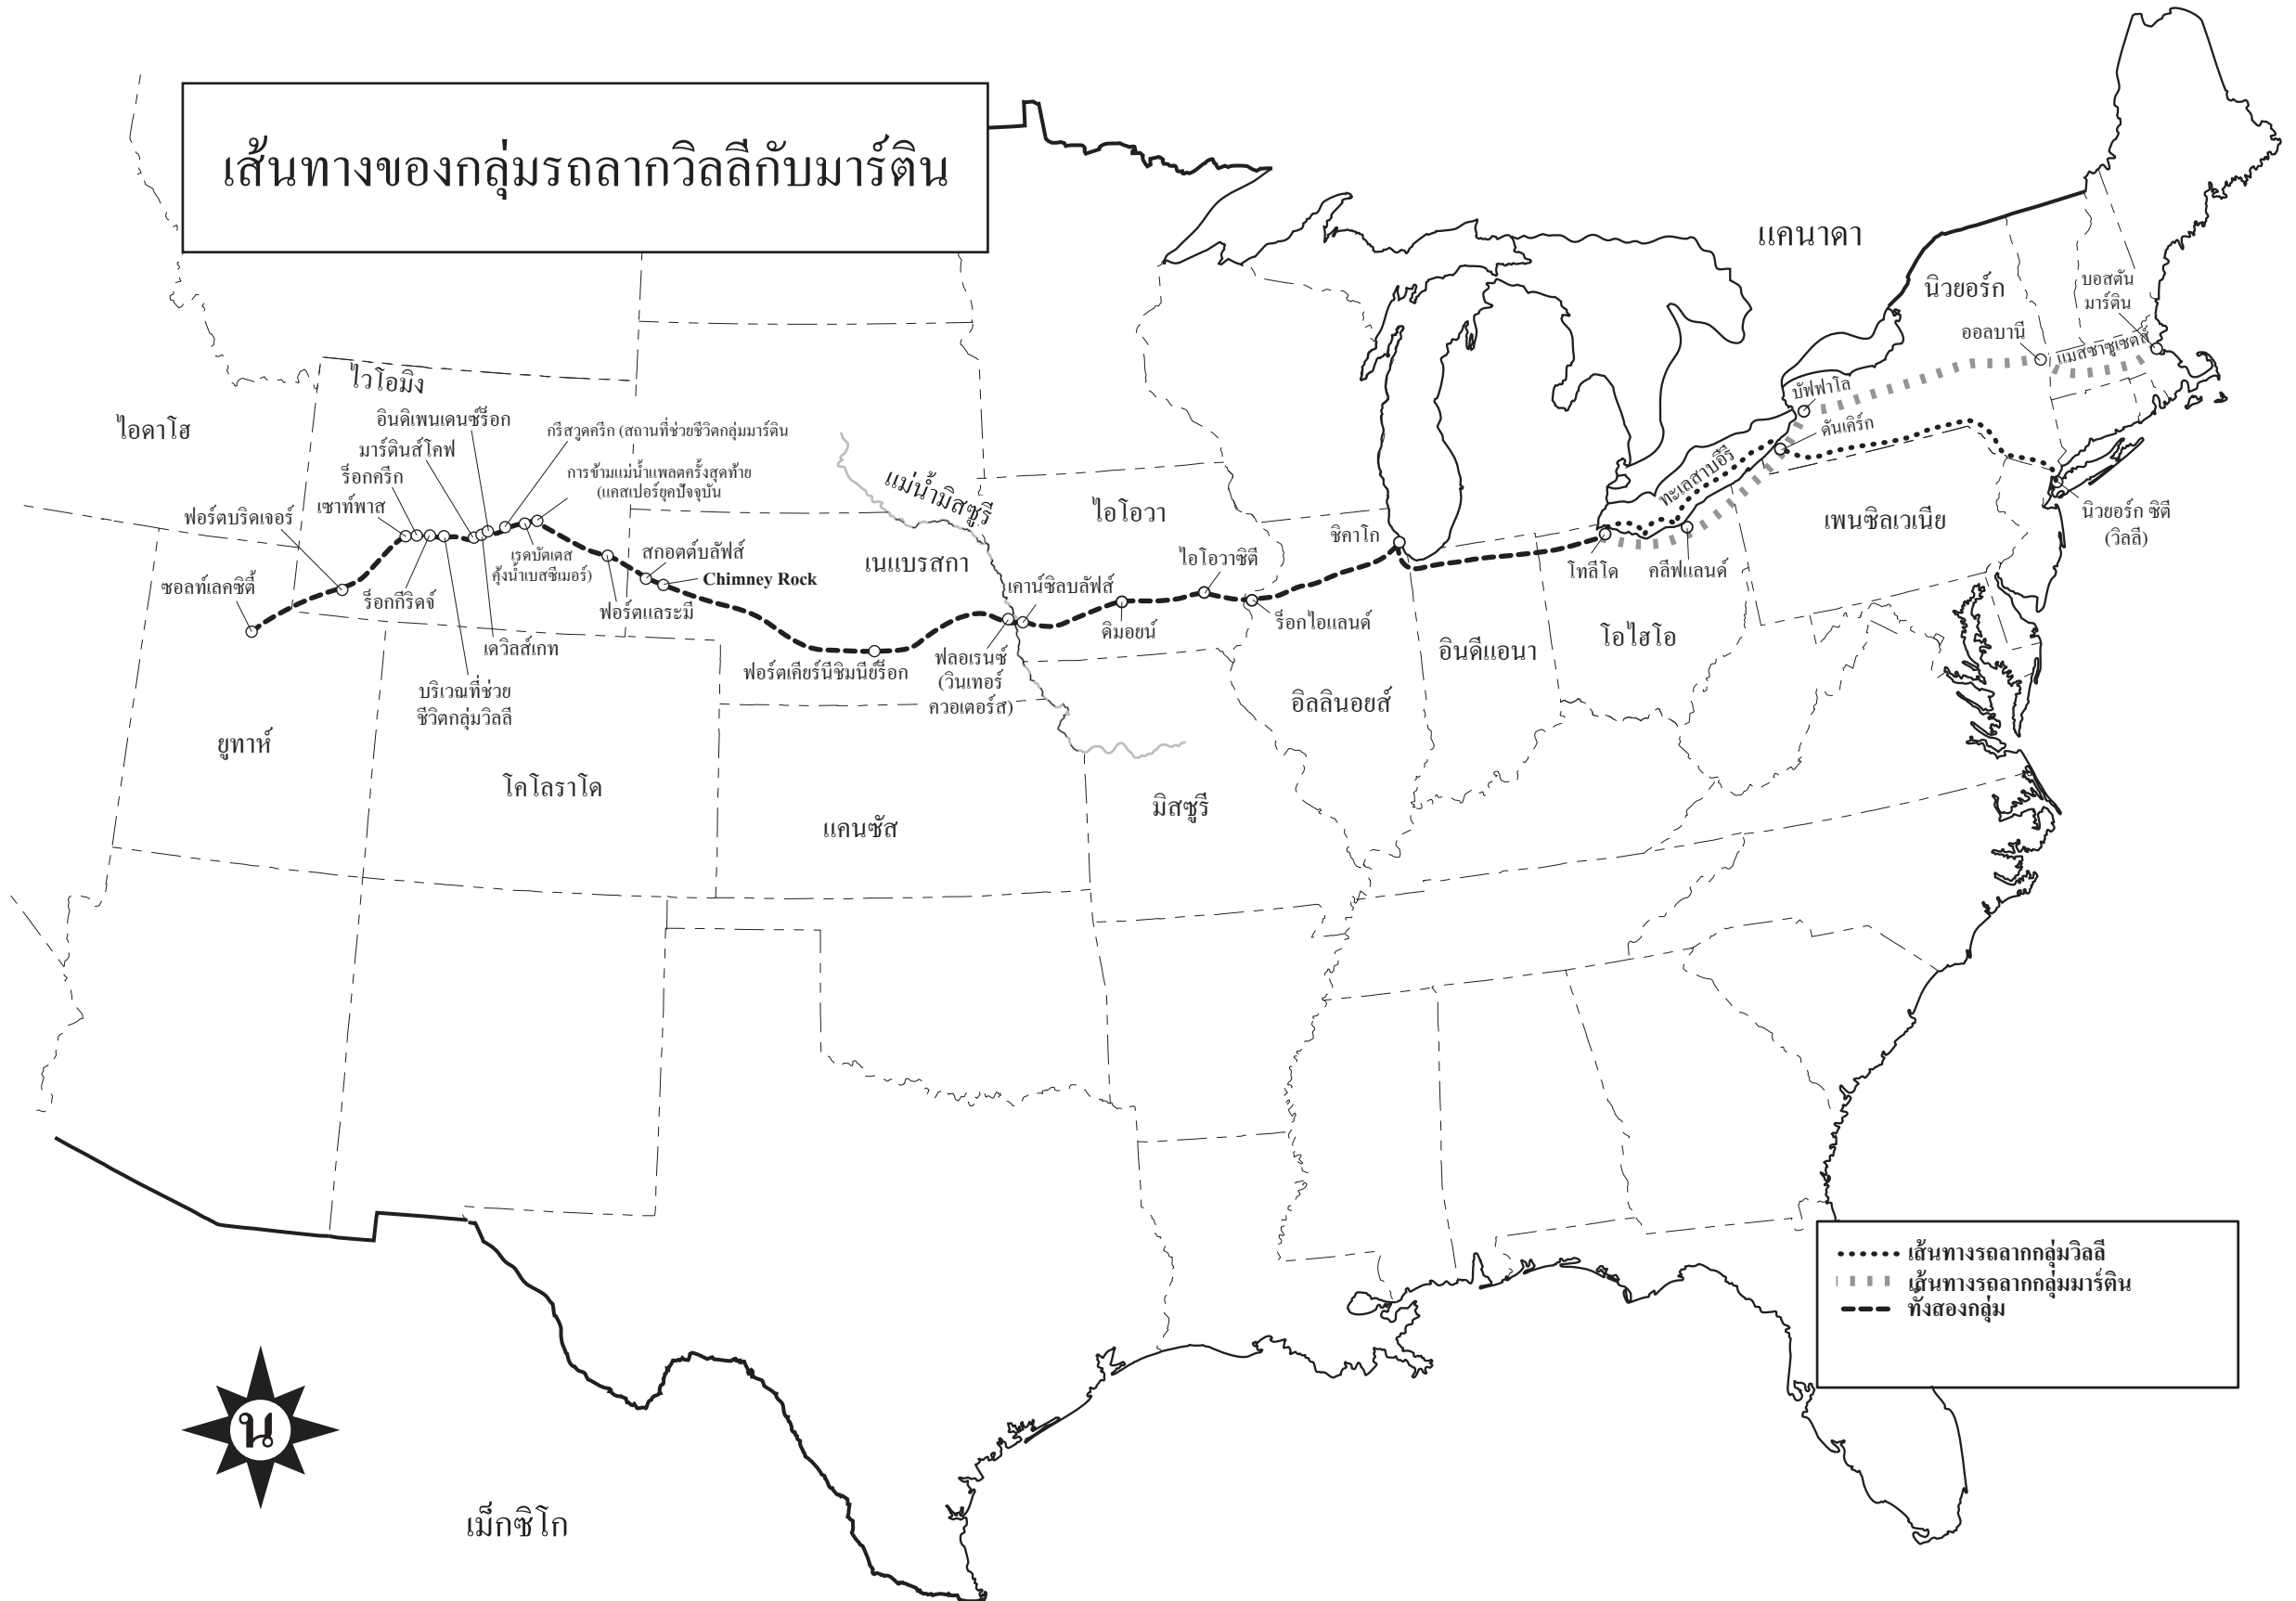 เส้นทางของกลุ่มรถลากวิลลีกับมาร์ติน
แคนาดา
นิวยอร์ก
บอสตัน
มาร์ติน
ออลบานี
แมสซาชูเซตส์
บัฟฟาโล
ดันเคิร์ก
ทะเลสาบอีรี
ไวโอมิง
ไอดาโฮ
อินดิเพนเดนซ์ร็อก
มาร์ตินส์โคฟ
ร็อกครีก
เซาท์พาส
ฟอร์ตบริดเจอร์
ซอลท์เลคซิตี้
กรีสวูดครีก (สถานที่ช่วยชีวิตกลุ่มมาร์ติน
การข้ามแม่น้ำแพลตครั้งสุดท้าย
(แคสเปอร์ยุคปัจจุบัน
แม่น้ำมิสซูรี
ไอโอวา
ชิคาโก
เพนซิลเวเนีย
นิวยอร์ก ซิตี
(วิลลี)
เรดบัตเตส
คุ้งน้ำเบสซีเมอร์)
สกอตต์บลัฟส์
Chimney Rock
เนแบรสกา
เคาน์ซิลบลัฟส์
ไอโอวาซิตี
โทลีโด
คลีฟแลนด์
ร็อกกีริดจ์
ฟอร์ตแลระมี
ดิมอยน์
ร็อกไอแลนด์
เดวิลส์เกท
ฟอร์ตเคียร์นีชิมนีย์ร็อก
ฟลอเรนซ์
(วินเทอร์
ควอเตอร์ส)
อินดีแอนา
โอไฮโอ
บริเวณที่ช่วย
ชีวิตกลุ่มวิลลี
อิลลินอยส์
ยูทาห์
โคโลราโด
แคนซัส
มิสซูรี
เส้นทางรถลากกลุ่มวิลลี
เส้นทางรถลากกลุ่มมาร์ติน
ทั้งสองกลุ่ม
น
เม็กซิโก